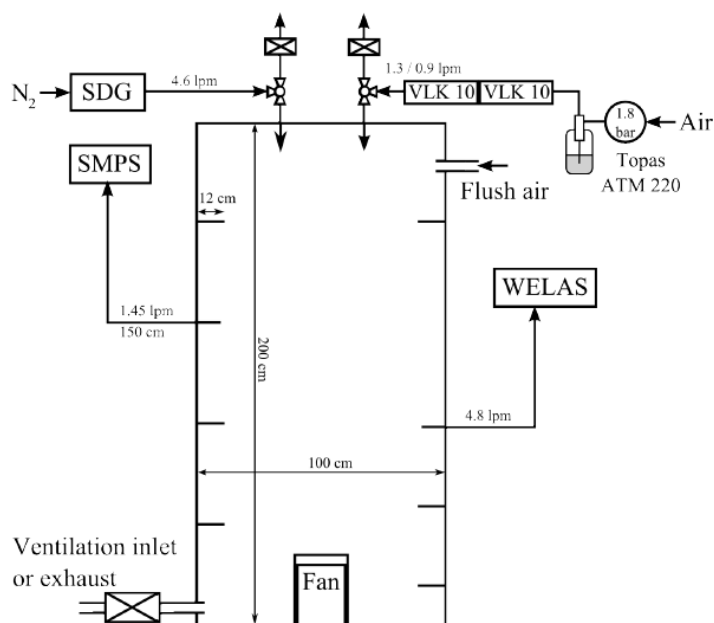 N2
SDG
4.6 lpm
1.3 / 0.9 lpm
VLK 10
VLK 10
1.8
bar
Air
Topas
ATM 220
SMPS
Flush air
12 cm
WELAS
1.45 lpm
150 cm
200 cm
4.8 lpm
100 cm
Ventilation inlet
or exhaust
Fan